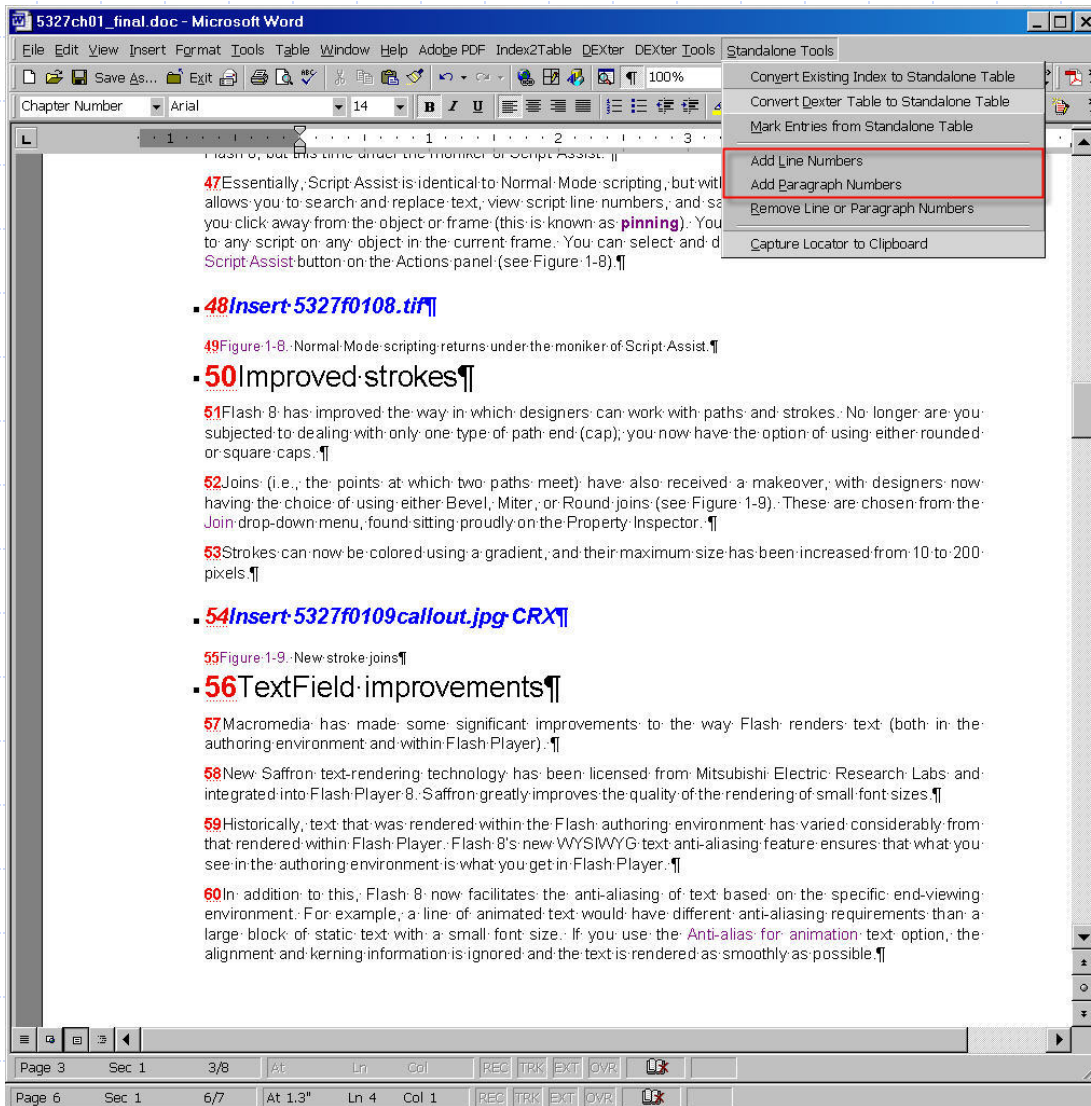 5327ch01_final.doc - Microsoft Word
File Edit View Insert Format Tools Table Window Help Adobe PDF Index2Table DEXter DEXter Tools Standalone Tools
Save As... Exit 100%
Chapter Number Arial 14 B I U
Convert Existing Index to Standalone Table
Convert Dexter Table to Standalone Table
Mark Entries from Standalone Table
Add Line Numbers
Add Paragraph Numbers
Remove Line or Paragraph Numbers
Capture Locator to Clipboard
1 1 2 3
Flash 8, but this time under the moniker of Script Assist. ¶
47Essentially, Script Assist is identical to Normal Mode scripting, but
allows you to search and replace text, view script line numbers, and
you click away from the object or frame (this is known as pinning). You
to any script on any object in the current frame. You can select and
Script Assist button on the Actions panel (see Figure 1-8).¶
48Insert 5327f0108.tif¶
49Figure 1-8. Normal Mode scripting returns under the moniker of Script Assist.¶
50Improved strokes¶
51Flash 8 has improved the way in which designers can work with paths and strokes. No longer are you
subjected to dealing with only one type of path end (cap); you now have the option of using either rounded
or square caps. ¶
52Joins (i.e., the points at which two paths meet) have also received a makeover, with designers now
having the choice of using either Bevel, Miter, or Round joins (see Figure 1-9). These are chosen from the
Join drop-down menu, found sitting proudly on the Property Inspector. ¶
53Strokes can now be colored using a gradient, and their maximum size has been increased from 10 to 200
pixels.¶
54Insert 5327f0109callout.jpg CRX¶
55Figure 1-9. New stroke joins¶
56TextField improvements¶
57Macromedia has made some significant improvements to the way Flash renders text (both in the
authoring environment and within Flash Player). ¶
58New Saffron text-rendering technology has been licensed from Mitsubishi Electric Research Labs and
integrated into Flash Player 8. Saffron greatly improves the quality of the rendering of small font sizes.¶
59Historically, text that was rendered within the Flash authoring environment has varied considerably from
that rendered within Flash Player. Flash 8's new WYSIWYG text anti-aliasing feature ensures that what you
see in the authoring environment is what you get in Flash Player. ¶
60In addition to this, Flash 8 now facilitates the anti-aliasing of text based on the specific end-viewing
environment. For example, a line of animated text would have different anti-aliasing requirements than a
large block of static text with a small font size. If you use the Anti-alias for animation text option, the
alignment and kerning information is ignored and the text is rendered as smoothly as possible.¶
Page 3 Sec 1 3/8 At Ln Col REC TRK EXT OVR
Page 6 Sec 1 6/7 At 1.3" Ln 4 Col 1 REC TRK EXT OVR